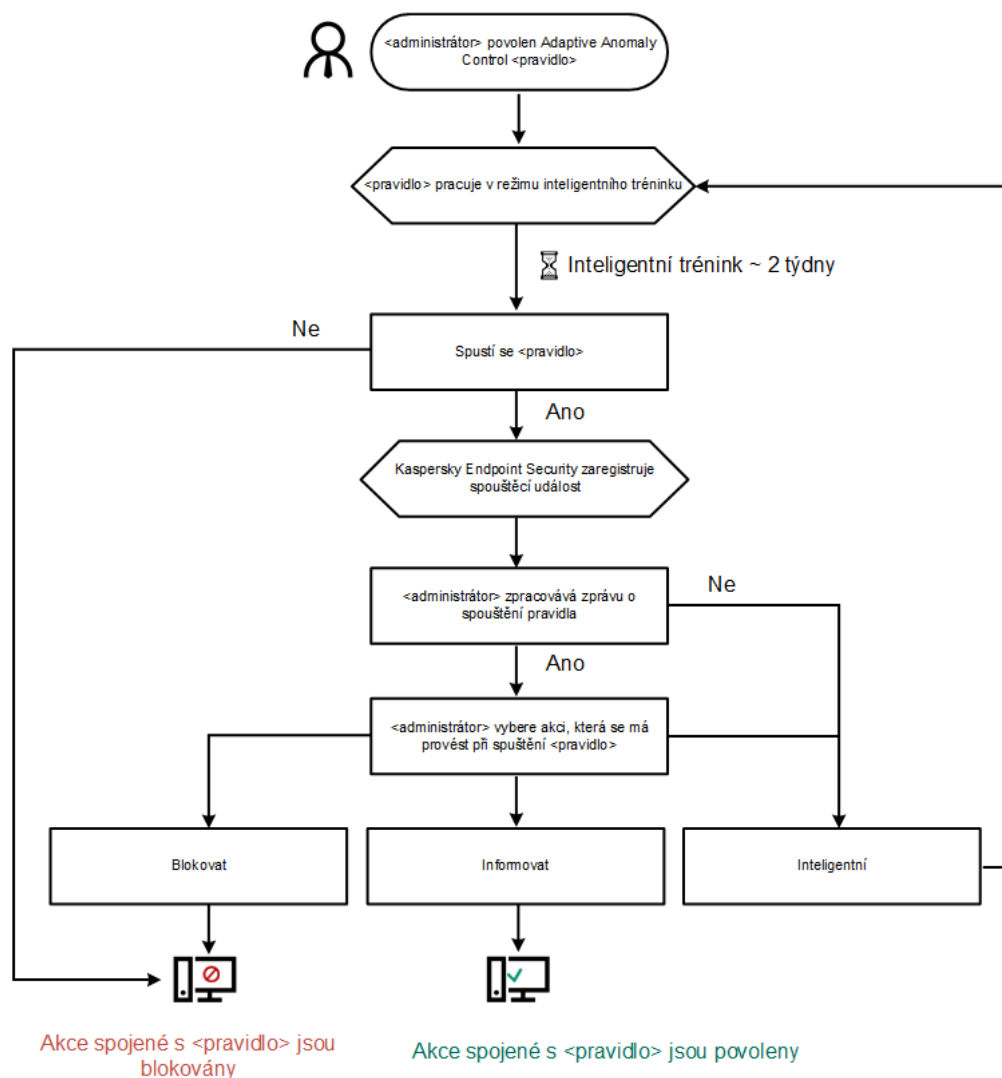 <administrátor> povolen Adaptive Anomaly
Control <pravidlo>
<pravidlo> pracuje v režimu inteligentního tréninku
Inteligentní trénink ~ 2 týdny
Ne
Spustí se <pravidlo>
Ano
Kaspersky Endpoint Security zaregistruje
spouštěcí událost
<administrátor> zpracovává zprávu o
spouštění pravidla
Ne
Ano
<administrátor> vybere akci, která se má
provést při spuštění <pravidlo>
Blokovat
Informovat
Inteligentní
Akce spojené s <pravidlo> jsou
blokovány
Akce spojené s <pravidlo> jsou povoleny